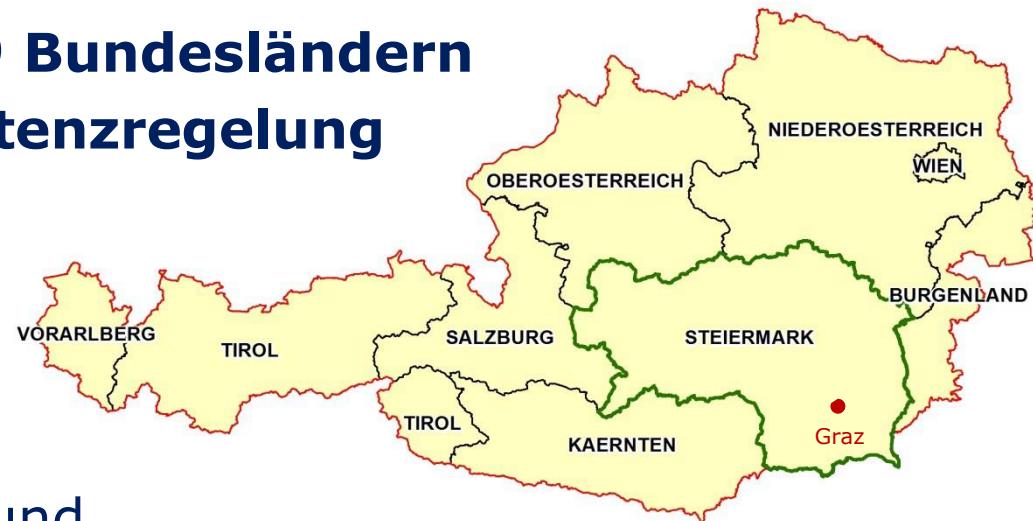 Bundesländern
tenzregelung
NIEDEROESTERREICH
WIEN
OBEROESTERREICH
BURGENLAND
VORARLBERG
TIROL
SALZBURG
STEIERMARK
TIROL
KAERNTEN
Graz
und